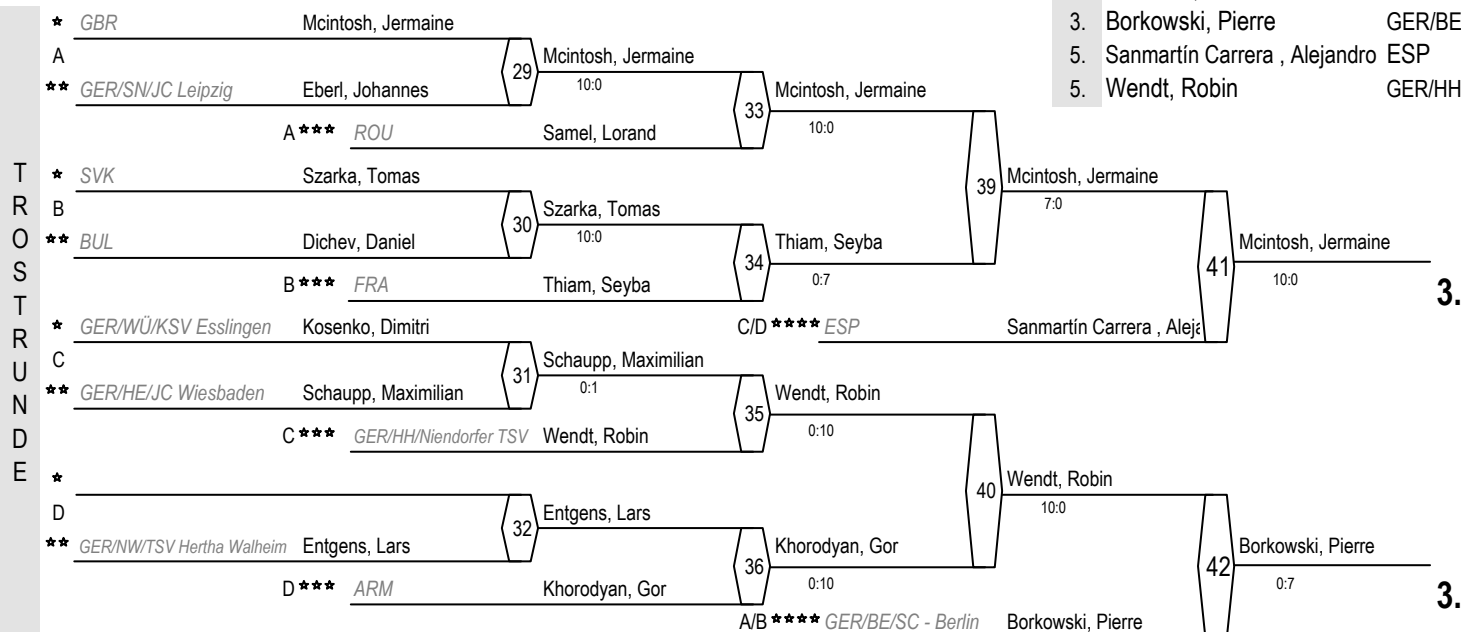 GBR Mcintosh, Jermaine
3. Borkowski, Pierre GER/BE
A
29 Mcintosh, Jermaine
5. Sanmartín Carrera , Alejandro ESP
GER/SN/JC Leipzig Eberl, Johannes
10:0
33 Mcintosh, Jermaine
5. Wendt, Robin GER/HH
A*** ROU Samel, Lorand
10:0
TROSTRUNDE
* SVK Szarka, Tomas
39 Mcintosh, Jermaine
7:0
B
30 Szarka, Tomas
** BUL Dichev, Daniel
10:0
34 Thiam, Seyba
41 Mcintosh, Jermaine
B*** FRA Thiam, Seyba
0:7
10:0
3.
* GER/WÜ/KSV Esslingen Kosenko, Dimitri
C/D **** ESP Sanmartín Carrera , Aleja
C
31 Schaupp, Maximilian
** GER/HE/JC Wiesbaden Schaupp, Maximilian
0:1
35 Wendt, Robin
C*** GER/HH/Niendorfer TSV Wendt, Robin
0:10
*
40 Wendt, Robin
10:0
D
32 Entgens, Lars
** GER/NW/TSV Hertha Walheim Entgens, Lars
36 Khorodyan, Gor
42 Borkowski, Pierre
D*** ARM Khorodyan, Gor
0:10
0:7
3.
A/B **** GER/BE/SC - Berlin Borkowski, Pierre